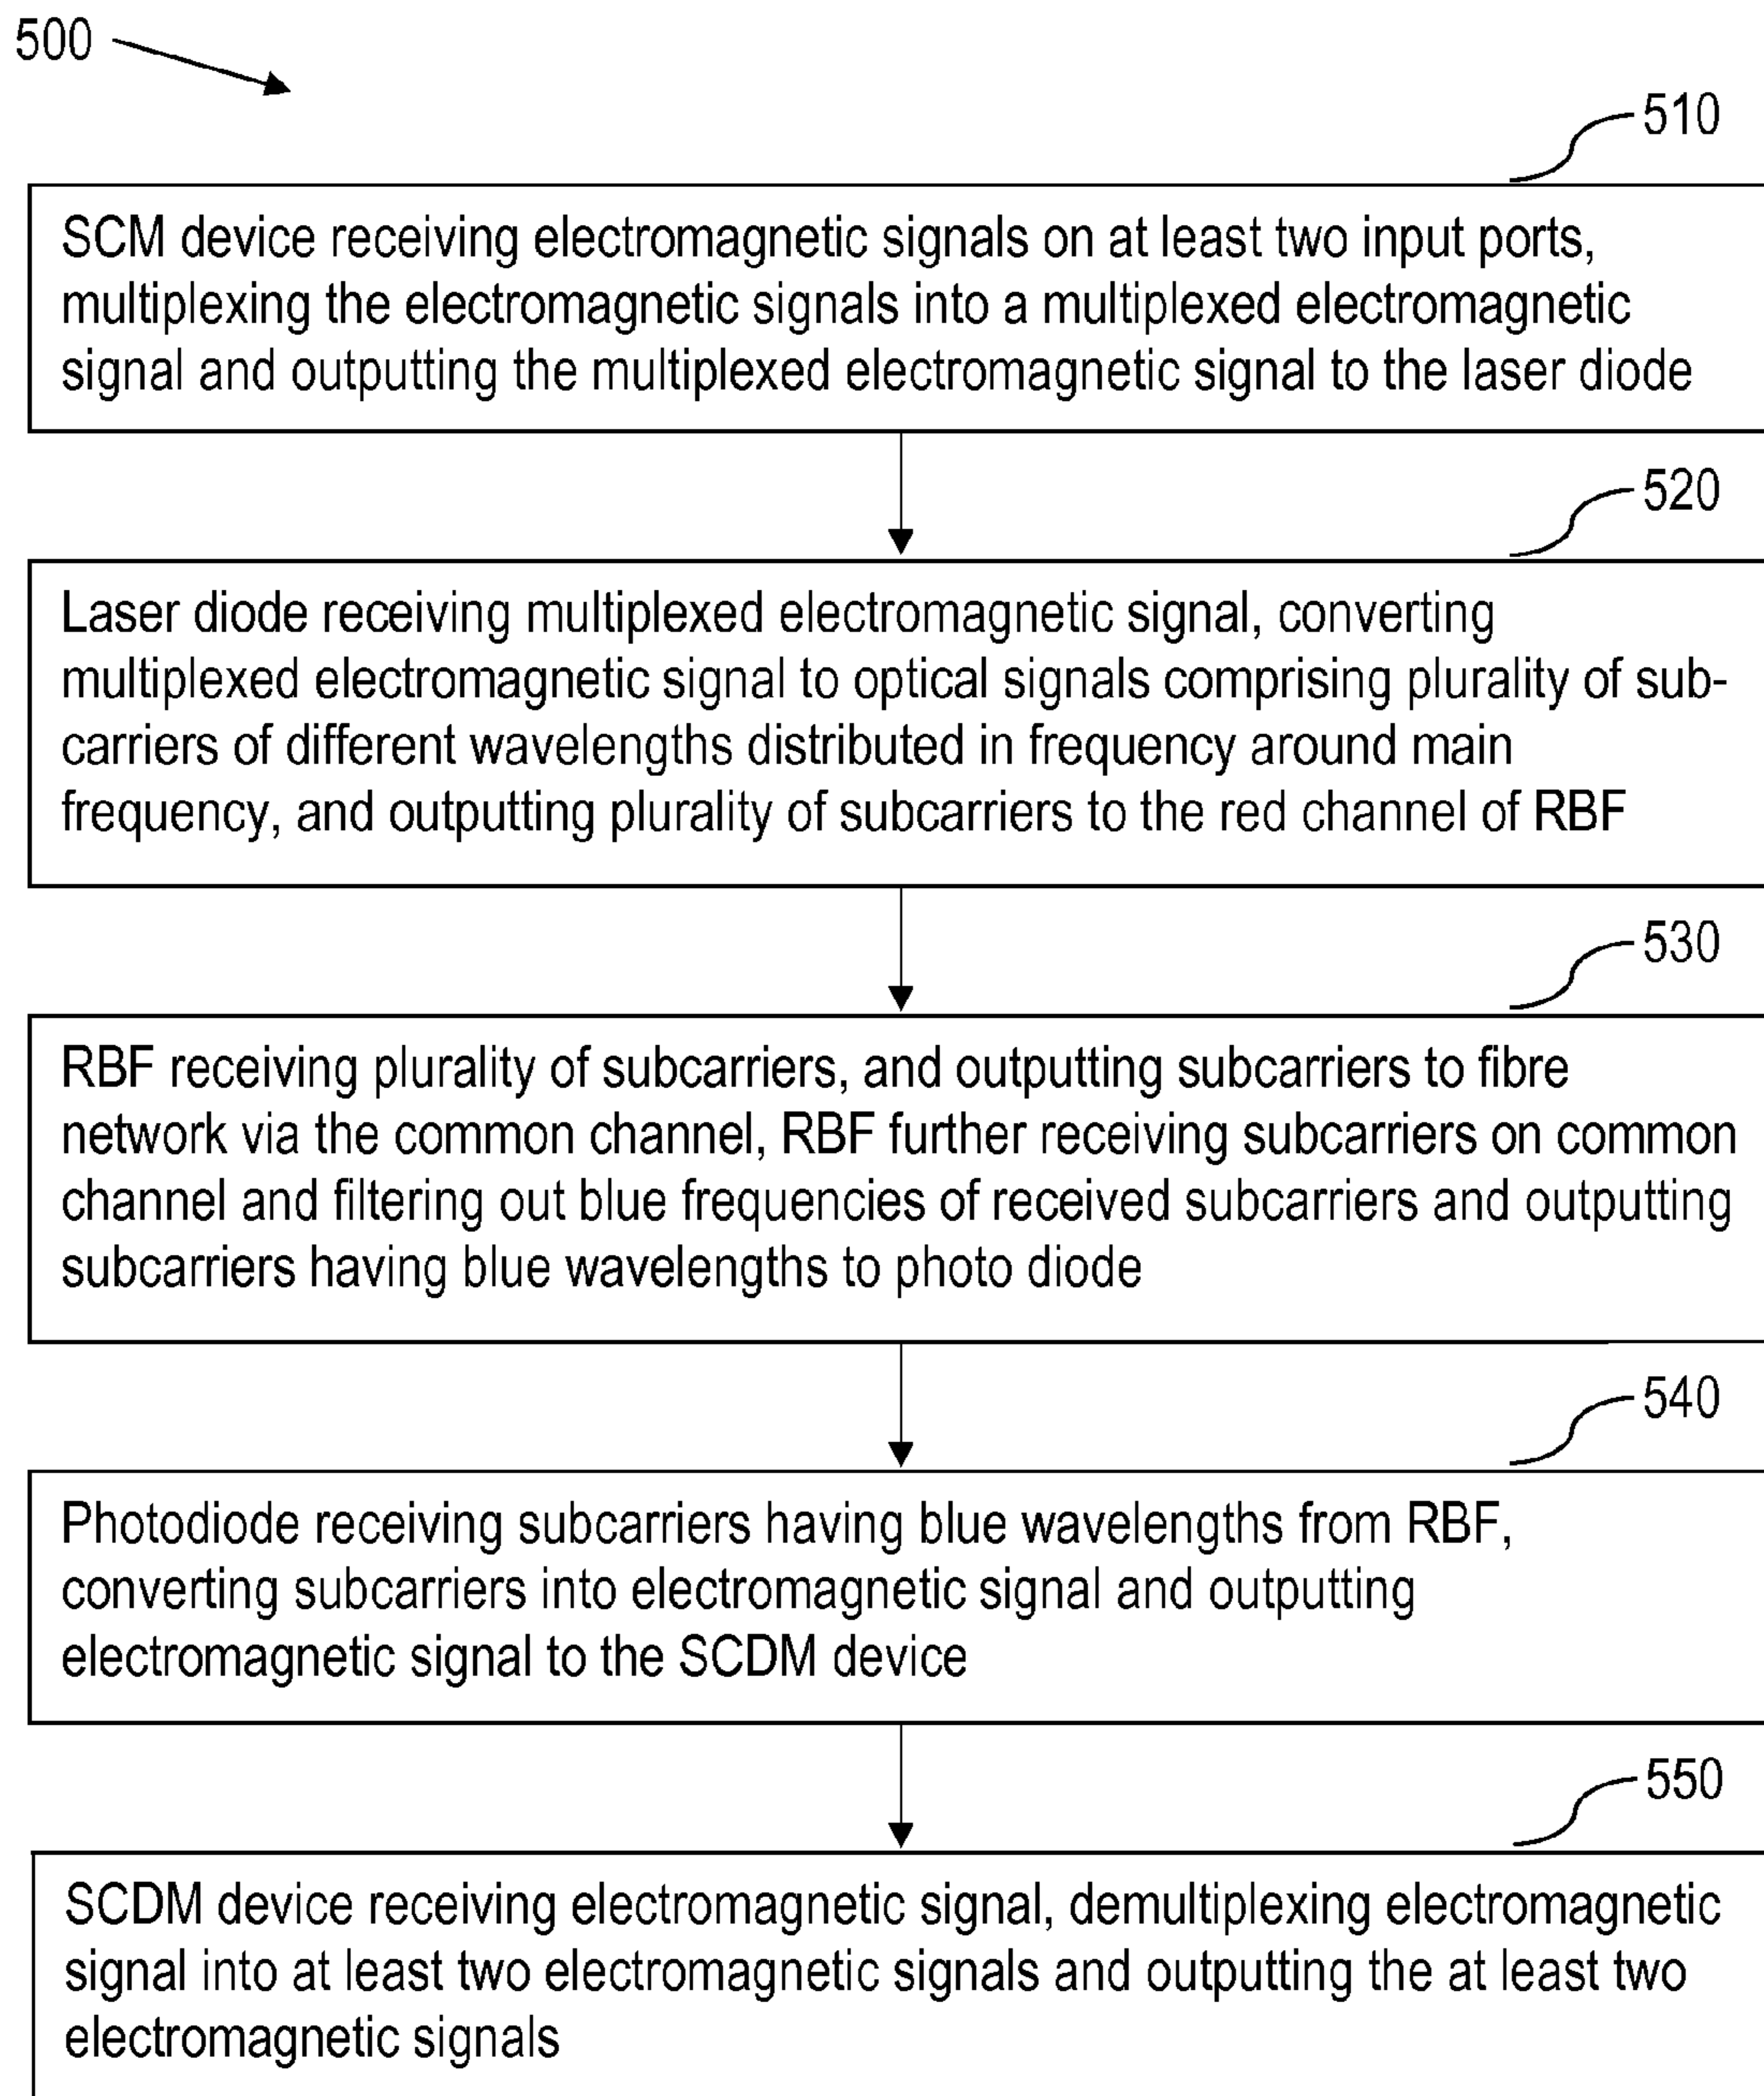 500
510
SCM device receiving electromagnetic signals on at least two input ports,
multiplexing the electromagnetic signals into a multiplexed electromagnetic
signal and outputting the multiplexed electromagnetic signal to the laser diode
520
Laser diode receiving multiplexed electromagnetic signal, converting
multiplexed electromagnetic signal to optical signals comprising plurality of sub-
carriers of different wavelengths distributed in frequency around main
frequency, and outputting plurality of subcarriers to the red channel of RBF
530
RBF receiving plurality of subcarriers, and outputting subcarriers to fibre
network via the common channel, RBF further receiving subcarriers on common
channel and filtering out blue frequencies of received subcarriers and outputting
subcarriers having blue wavelengths to photo diode
540
Photodiode receiving subcarriers having blue wavelengths from RBF,
converting subcarriers into electromagnetic signal and outputting
electromagnetic signal to the SCDM device
550
SCDM device receiving electromagnetic signal, demultiplexing electromagnetic
signal into at least two electromagnetic signals and outputting the at least two
electromagnetic signals